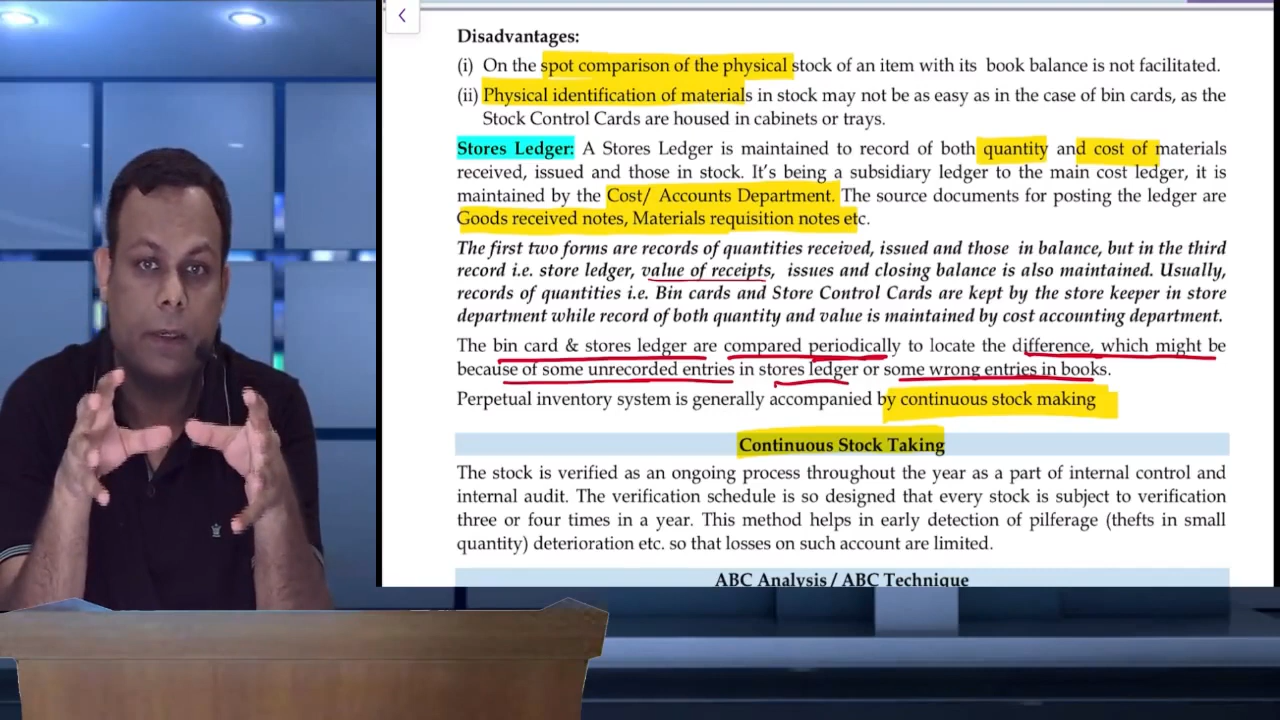 Disadvantages:
(i) On the spot comparison of the physical stock of an item with its book balance is not facilitated.
(ii) Physical identification of materials in stock may not be as easy as in the case of bin cards, as the
Stock Control Cards are housed in cabinets or trays.
Stores Ledger: A Stores Ledger is maintained to record of both quantity and cost of materials
received, issued and those in stock. It's being a subsidiary ledger to the main cost ledger, it is
maintained by the Cost/ Accounts Department. The source documents for posting the ledger are
Goods received notes, Materials requisition notes etc.
The first two forms are records of quantities received, issued and those in balance, but in the third
record i.e. store ledger, value of receipts, issues and closing balance is also maintained. Usually,
records of quantities i.e. Bin cards and Store Control Cards are kept by the store keeper in store
department while record of both quantity and value is maintained by cost accounting department.
The bin card & stores ledger are compared periodically to locate the difference, which might be
because of some unrecorded entries in stores ledger or some wrong entries in books.
Perpetual inventory system is generally accompanied by continuous stock making
Continuous Stock Taking
The stock is verified as an ongoing process throughout the year as a part of internal control and
internal audit. The verification schedule is so designed that every stock is subject to verification
three or four times in a year. This method helps in early detection of pilferage (thefts in small
quantity) deterioration etc. so that losses on such account are limited.
ABC Analysis / ABC Technique